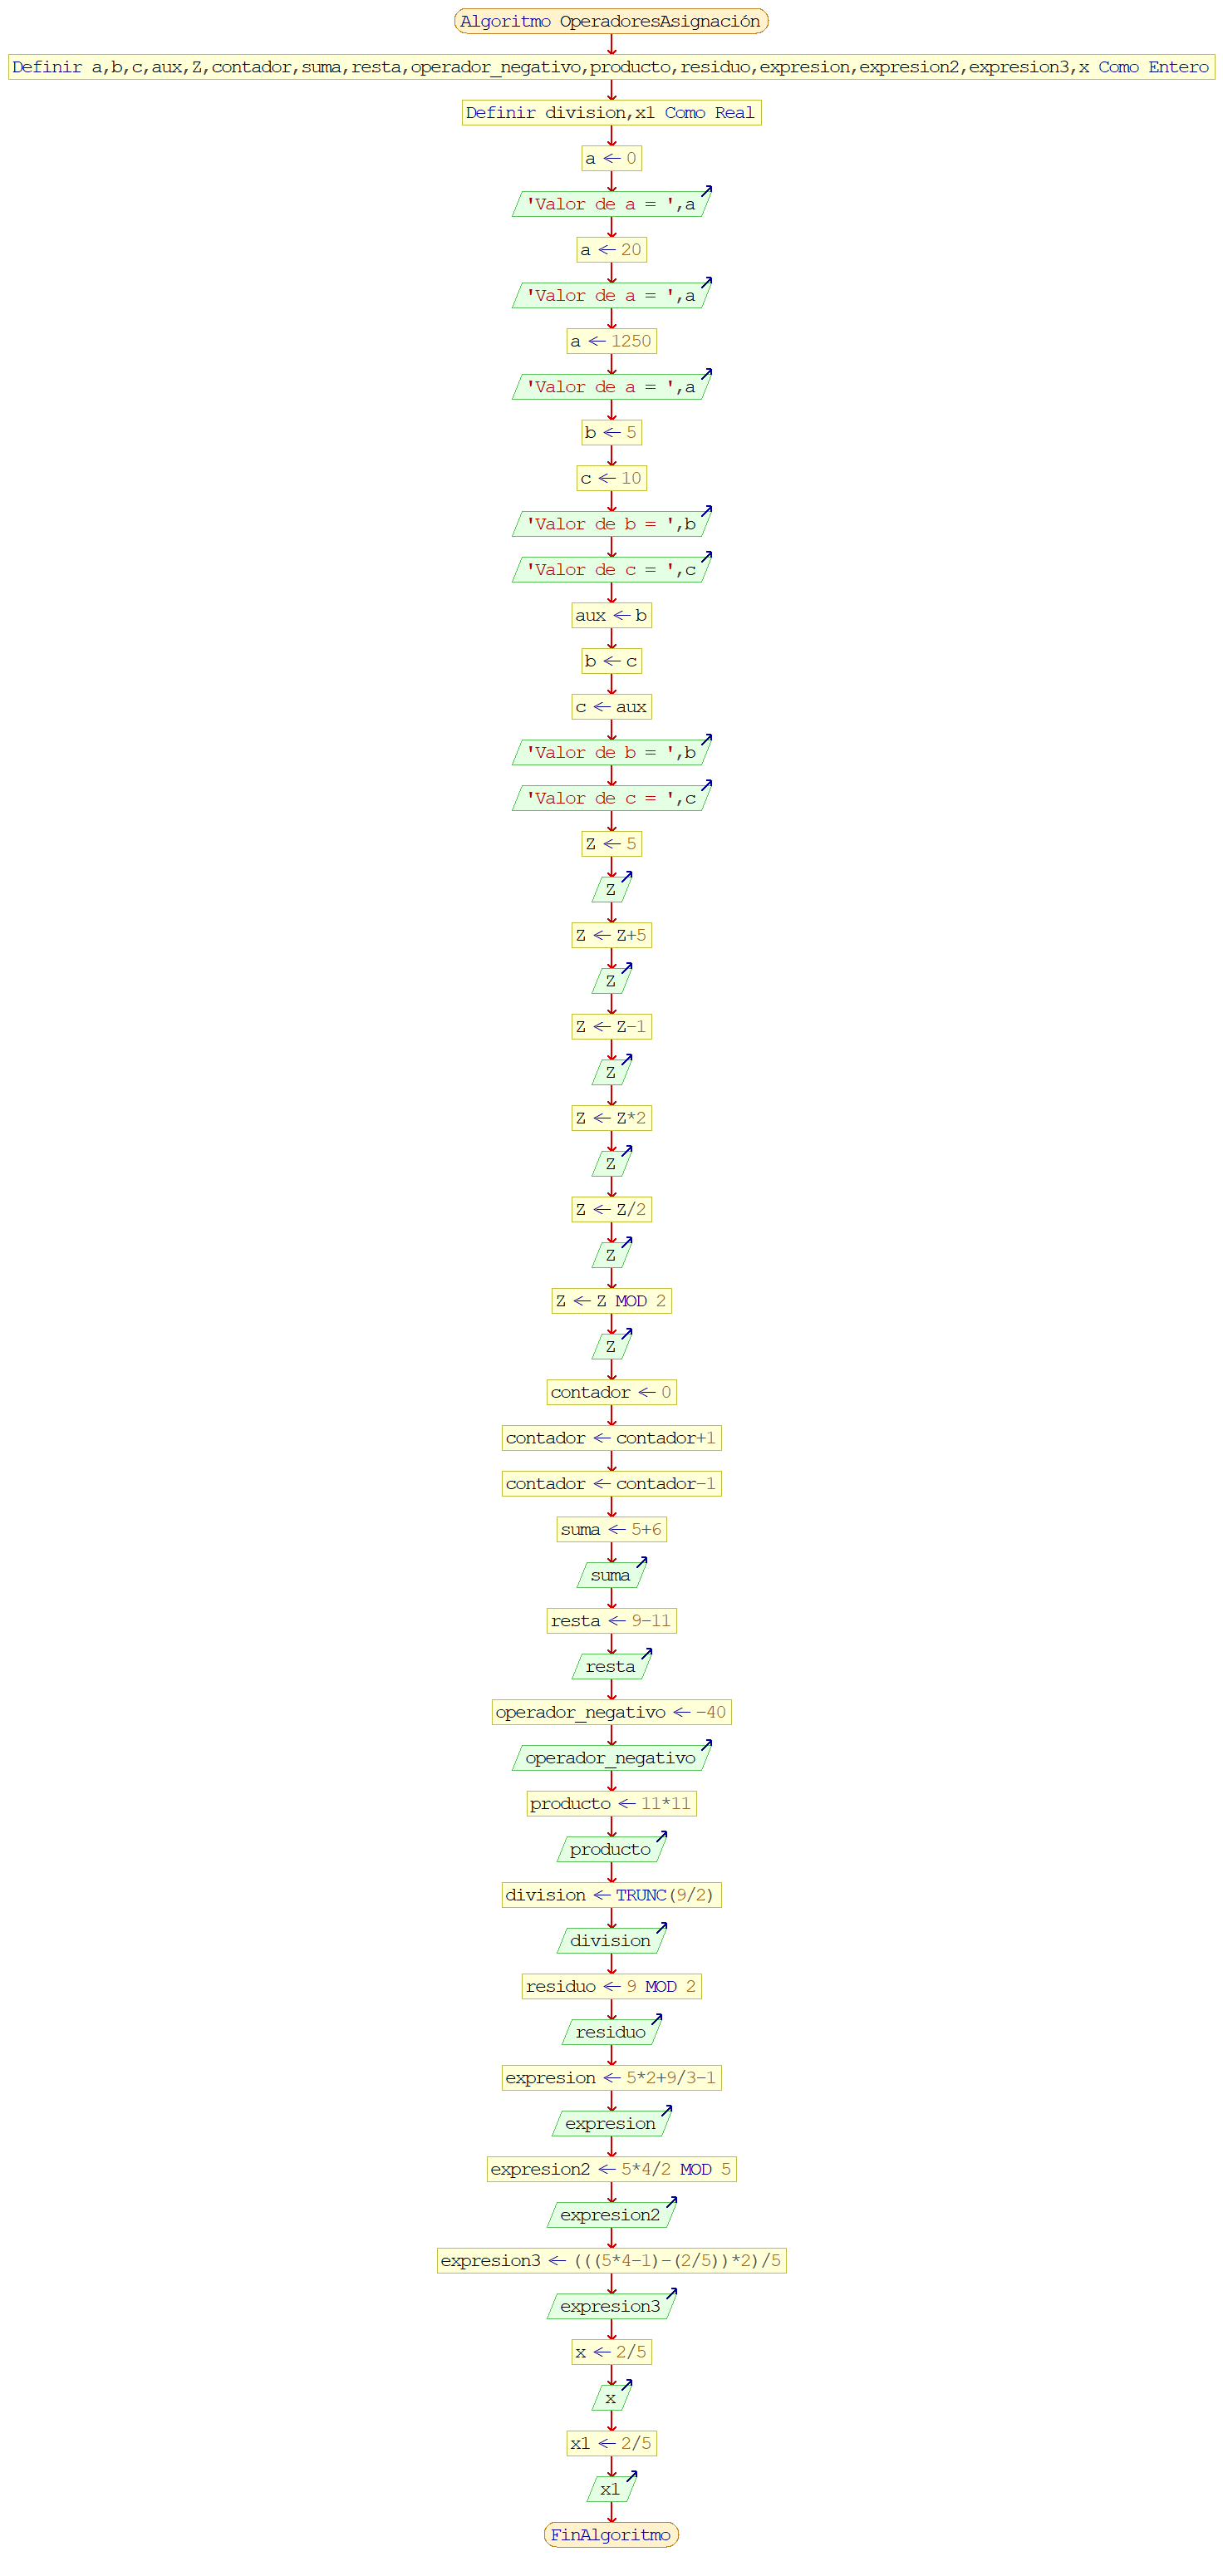 Algoritmo OperadoresAsignación
Definir a,b,c,aux,Z,contador,suma,resta,operador_negativo,producto,residuo,expresion,expresion2,expresion3,x Como Entero
Definir division,x1 Como Real
a ← 0
'Valor de a = ',a
a ← 20
'Valor de a = ',a
a ← 1250
'Valor de a = ',a
b ← 5
c ← 10
'Valor de b = ',b
'Valor de c = ',c
aux ← b
b ← c
c ← aux
'Valor de b = ',b
'Valor de c = ',c
Z ← 5
Z
Z ← Z+5
Z
Z ← Z-1
Z
Z ← Z*2
Z
Z ← Z/2
Z
Z ← Z MOD 2
Z
contador ← 0
contador ← contador+1
contador ← contador-1
suma ← 5+6
suma
resta ← 9-11
resta
operador_negativo ← -40
operador_negativo
producto ← 11*11
producto
division ← TRUNC(9/2)
division
residuo ← 9 MOD 2
residuo
expresion ← 5*2+9/3-1
expresion
expresion2 ← 5*4/2 MOD 5
expresion2
expresion3 ← (((5*4-1)-(2/5))*2)/5
expresion3
x ← 2/5
x
x1 ← 2/5
x1
FinAlgoritmo